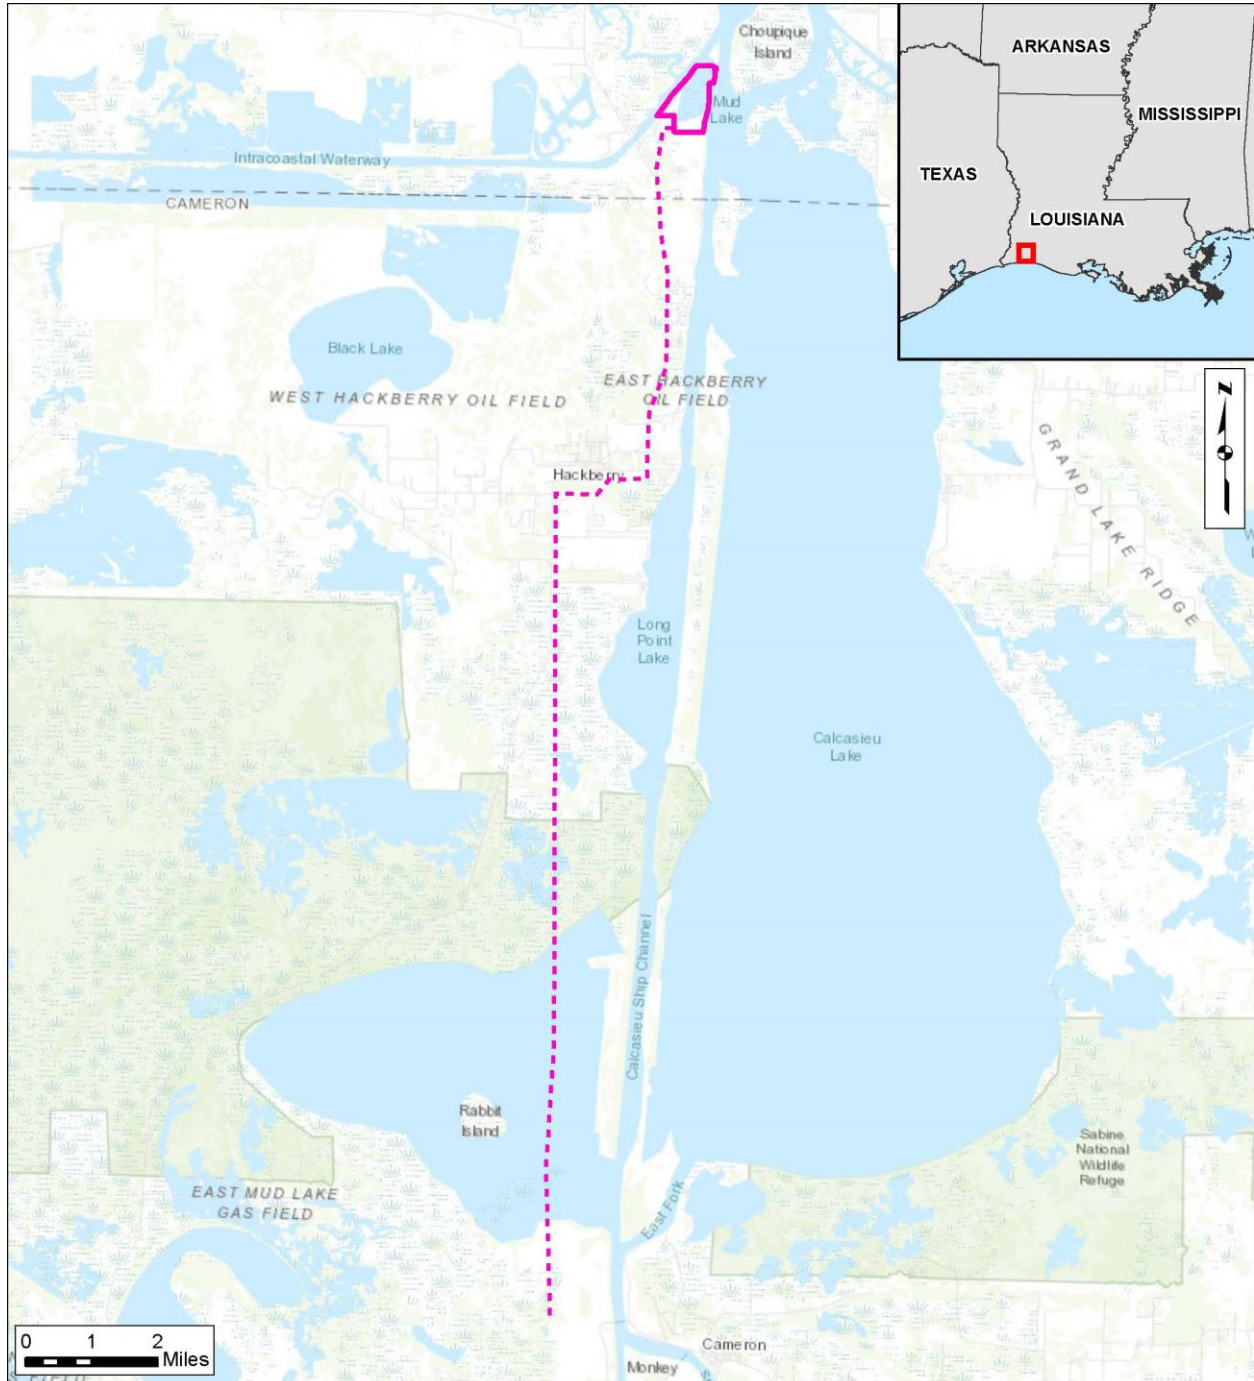 Choupique
Island
ARKANSAS
MISSISSIPPI
TEXAS
LOUISIANA
Mud
Lake
Intracoastal Waterway
CAMERON
Black Lake
WEST HACKBERRY OIL FIELD
EAST HACKBERRY
OIL FIELD
N
GRAND LAKE RIDGE
Hackberry
Long
Point
Lake
Calcasieu
Lake
Calcasieu Ship Channel
Rabbit
Island
Sabine
National
Wildlife
Refuge
EAST MUD LAKE
GAS FIELD
East Fork
0 1 2
Miles
Cameron
Monkey